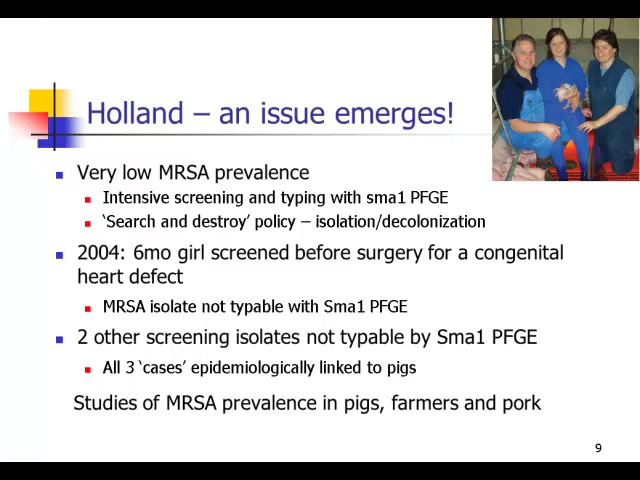 Holland – an issue emerges!
Very low MRSA prevalence
Intensive screening and typing with sma1 PFGE
‘Search and destroy’ policy – isolation/decolonization
2004: 6mo girl screened before surgery for a congenital
heart defect
MRSA isolate not typable with Sma1 PFGE
2 other screening isolates not typable by Sma1 PFGE
All 3 ‘cases’ epidemiologically linked to pigs
Studies of MRSA prevalence in pigs, farmers and pork
9